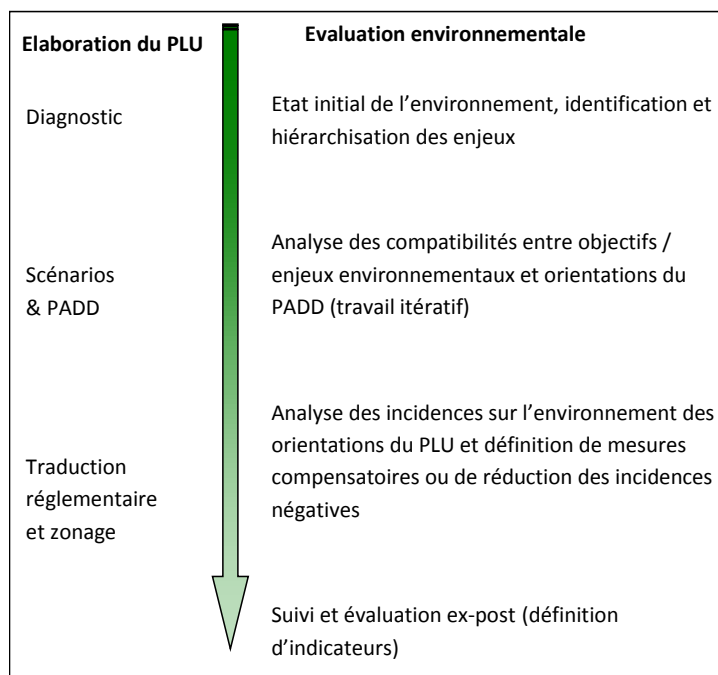 Elaboration du PLU
Evaluation environnementale
Diagnostic
Etat initial de l’environnement, identification et
hiérarchisation des enjeux
Scénarios
& PADD
Analyse des compatibilités entre objectifs /
enjeux environnementaux et orientations du
PADD (travail itératif)
Traduction
réglementaire
et zonage
Analyse des incidences sur l’environnement des
orientations du PLU et définition de mesures
compensatoires ou de réduction des incidences
négatives
Suivi et évaluation ex-post (définition
d’indicateurs)